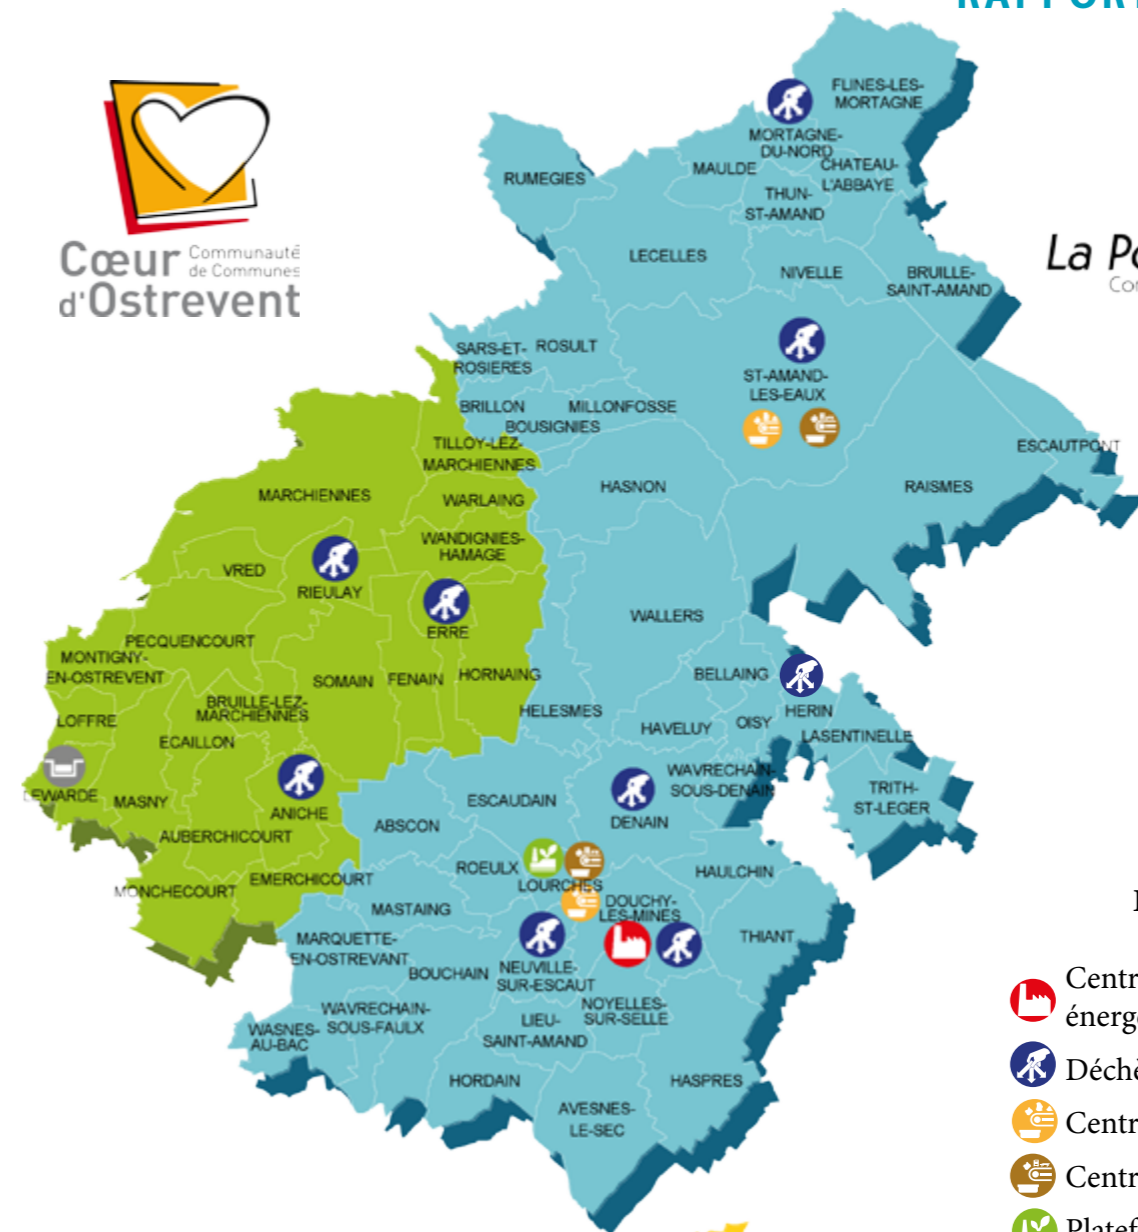 RAPPORT
Cœur Communauté
de Communes
d'Ostrevent
La Po
Co
FLINES-LES-
MORTAGNE
MORTAGNE-
DU-NORD
MAULDE
CHATEAU-
L'ABBAYE
RUMEGIES
THUN-
ST-AMAND
LECELLES
NIVELLE
BRUILLE-
SAINT-AMAND
SARS-ET-
ROSIERES
ROSULT
ST-AMAND-
LES-EAUX
BRILLON
MILLONFOSSE
BOUSIGNIES
TILLOY-LEZ-
MARCHIENNES
ESCAUTPONT
MARCHIENNES
WARLAING
HASNON
RAISMES
WANDIGNIES-
HAMAGE
VRED
RIEULAY
ERRE
WALLERS
PECQUENCOURT
MONTIGNY-
EN-OSTREVENT
SOMAIN
FENAIN
HORNAING
BELLAING
BRUILLE-LEZ-
MARCHIENNES
LOFFRE
HELESMES
HAVELUY
OISY
HERIN
LASENTINELLE
ECAILLON
LEWARDE
MASNY
ANICHE
ESCAUDAIN
WAVRECHAIN-
SOUS-DENAIN
TRITH-
ST-LEGER
DENAIN
ABSCON
AUBERCHICOURT
ROEULX
HAULCHIN
MONCHECOURT
EMERCHICOURT
LOURCHES
DOUCHY-
LES-MINES
MASTAING
THIANT
MARQUETTE-
EN-OSTREVANT
BOUCHAIN
NEUVILLE-
SUR-ESCAUT
NOYELLES-
SUR-SELLE
WAVRECHAIN-
SOUS-FAULX
WASNES-
AU-BAC
LIEU-
SAINT-AMAND
HORDAIN
HASPRES
AVESNES-
LE-SEC
Centr
énerg
Déchè
Centr
Centr
Platef